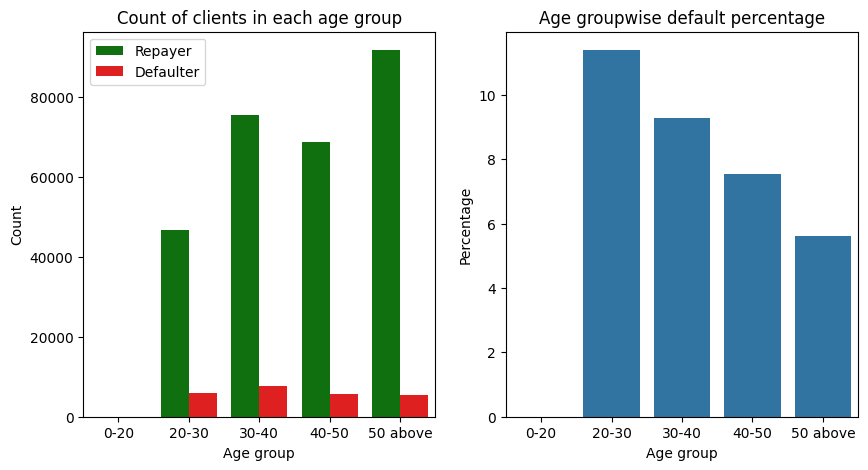 Count of clients in each age group
Repayer
Defaulter
80000
60000
40000
20000
0
Count
0-20 20-30 30-40 40-50 50 above
Age group
Age groupwise default percentage
10
8
6
4
2
0
Percentage
0-20 20-30 30-40 40-50 50 above
Age group